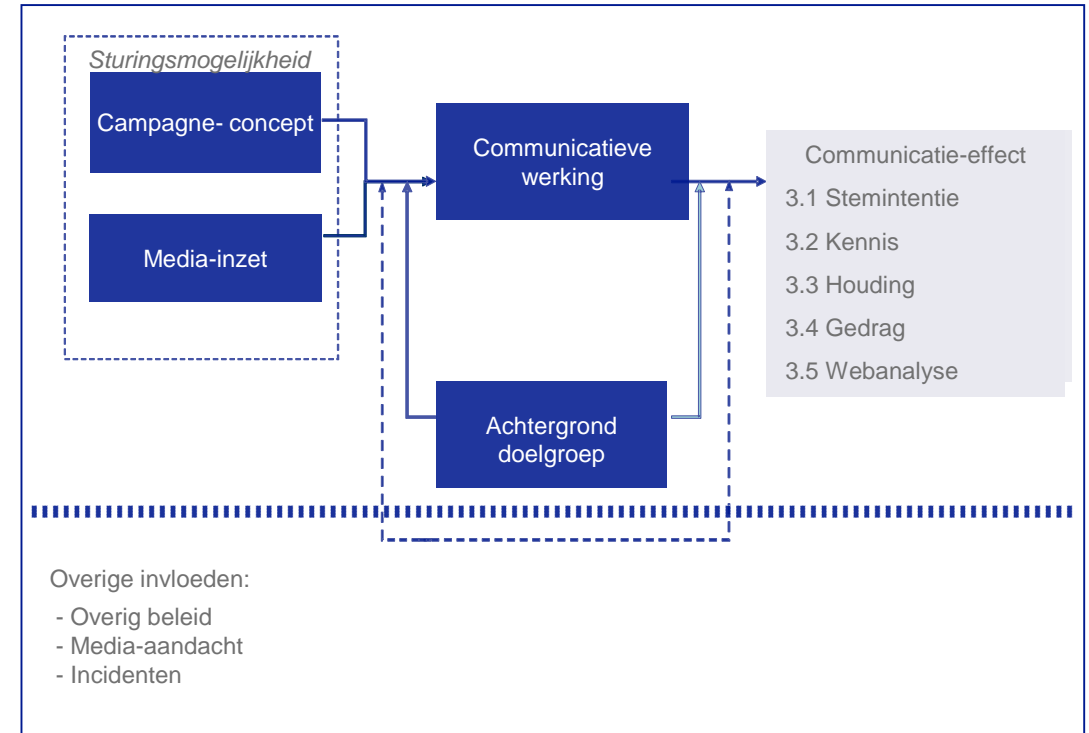 Sturingsmogelijkheid
Campagne- concept
Media-inzet
Communicatieve
werking
Achtergrond
doelgroep
Communicatie-effect
3.1 Stemintentie
3.2 Kennis
3.3 Houding
3.4 Gedrag
3.5 Webanalyse
Overige invloeden:
- Overig beleid
- Media-aandacht
- Incidenten